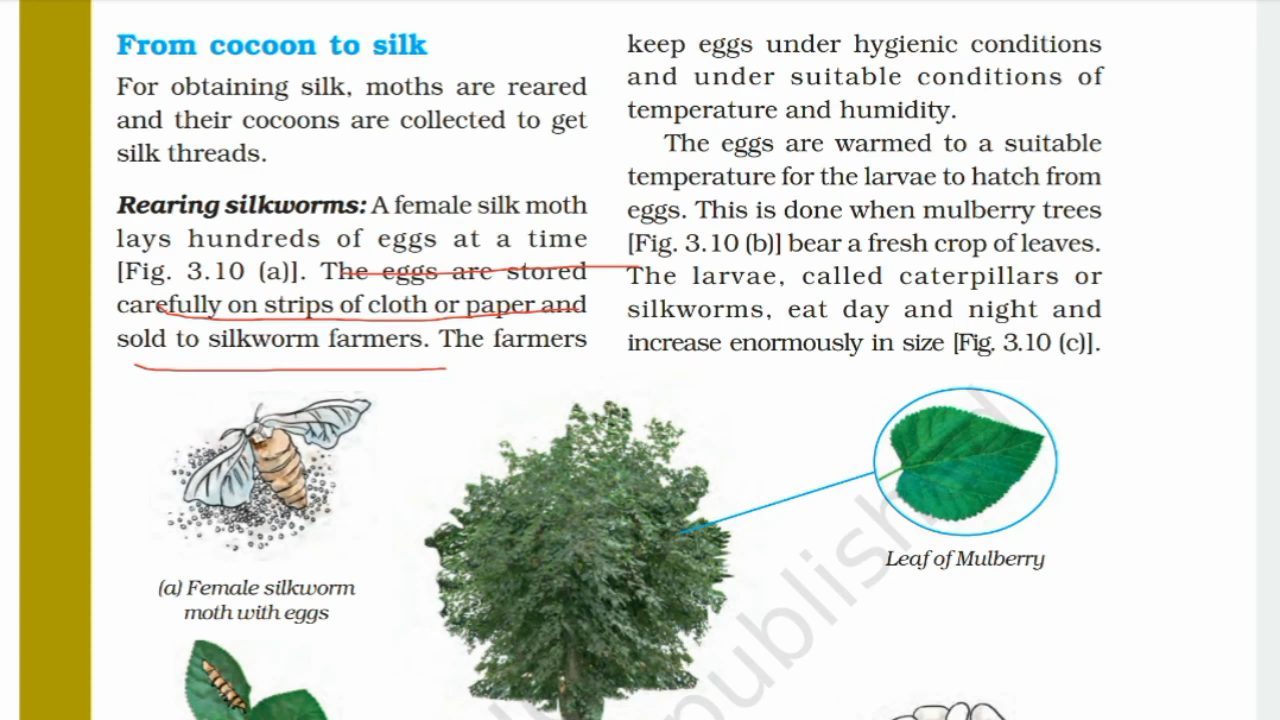 From cocoon to silk
For obtaining silk, moths are reared
and their cocoons are collected to get
silk threads.
Rearing silkworms: A female silk moth
lays hundreds of eggs at a time
[Fig. 3.10 (a)]. The eggs are stored
carefully on strips of cloth or paper and
sold to silkworm farmers. The farmers
keep eggs under hygienic conditions
and under suitable conditions of
temperature and humidity.
The eggs are warmed to a suitable
temperature for the larvae to hatch from
eggs. This is done when mulberry trees
[Fig. 3.10 (b)] bear a fresh crop of leaves.
The larvae, called caterpillars or
silkworms, eat day and night and
increase enormously in size [Fig. 3.10 (c)].
(a) Female silkworm
moth with eggs
Leaf of Mulberry